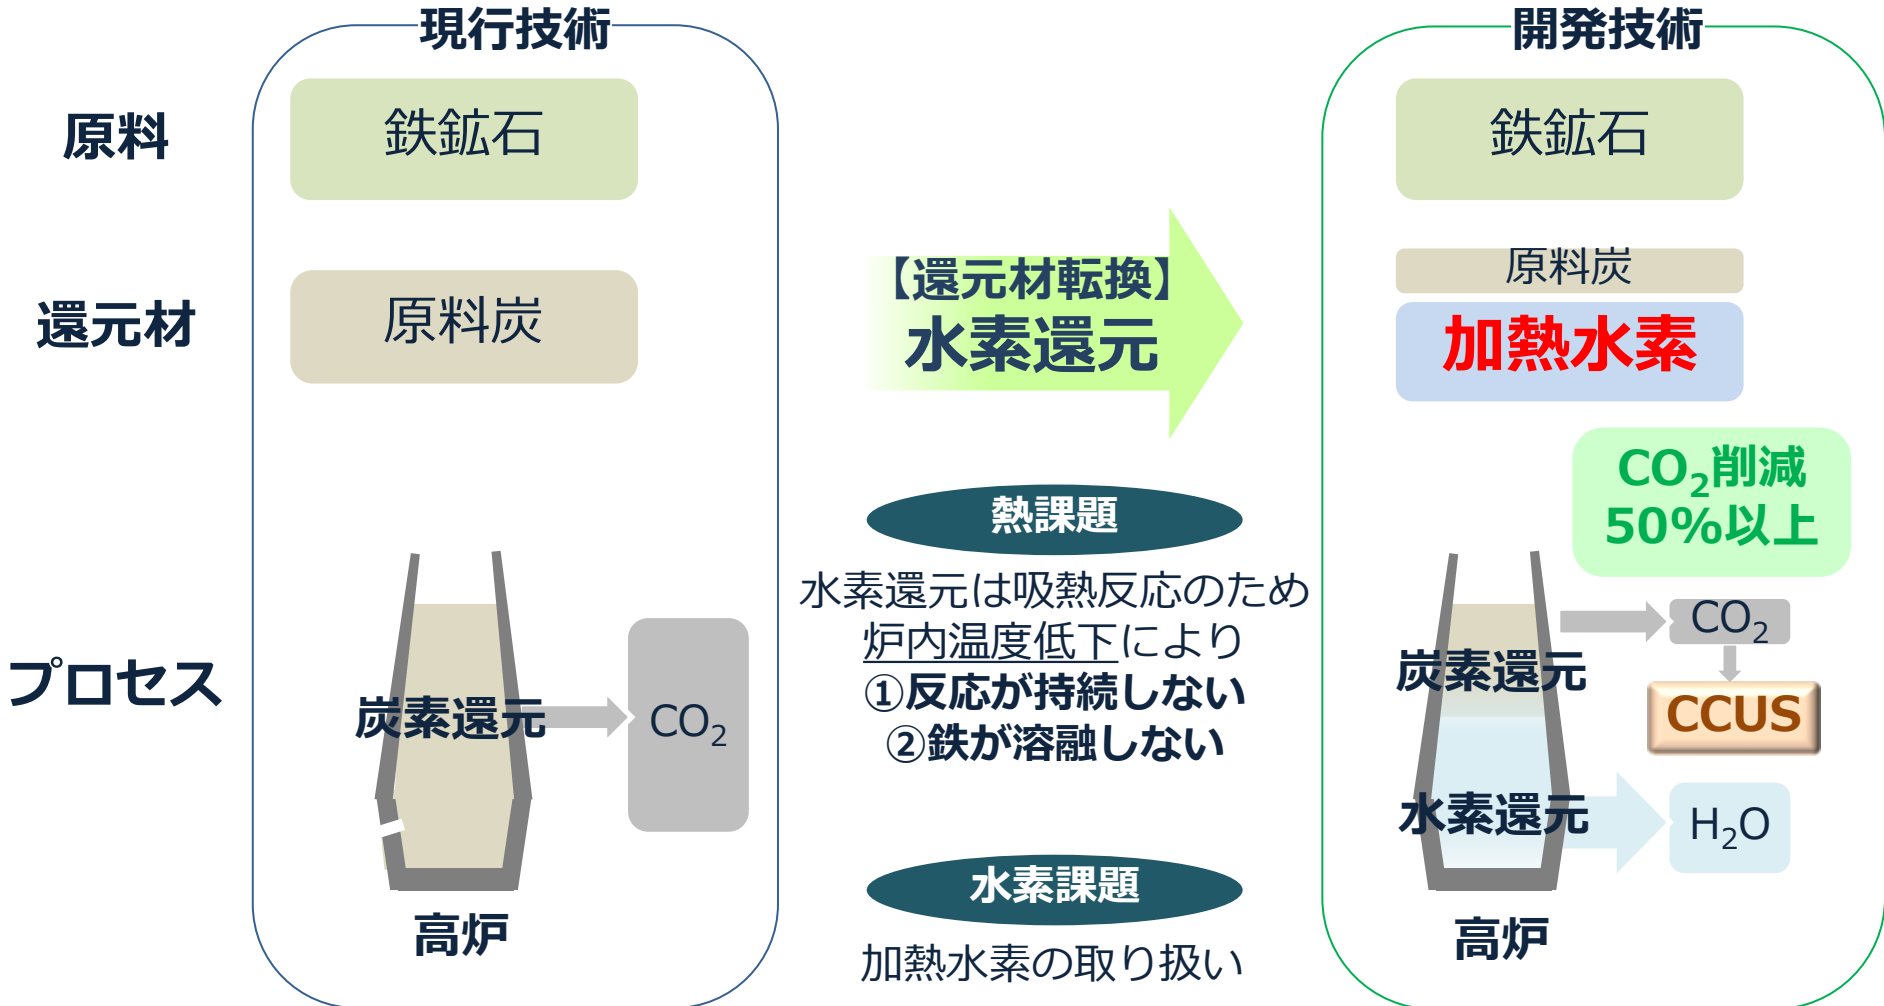 現行技術
開発技術
原料
鉄鉱石
鉄鉱石
還元材
原料炭
【還元材転換】
水素還元
原料炭
加熱水素
CO₂削減
50%以上
熱課題
水素還元は吸熱反応のため
炉内温度低下により
①反応が持続しない
②鉄が溶融しない
プロセス
炭素還元
CO₂
高炉
水素課題
加熱水素の取り扱い
炭素還元
CO₂
CCUS
水素還元
H₂O
高炉